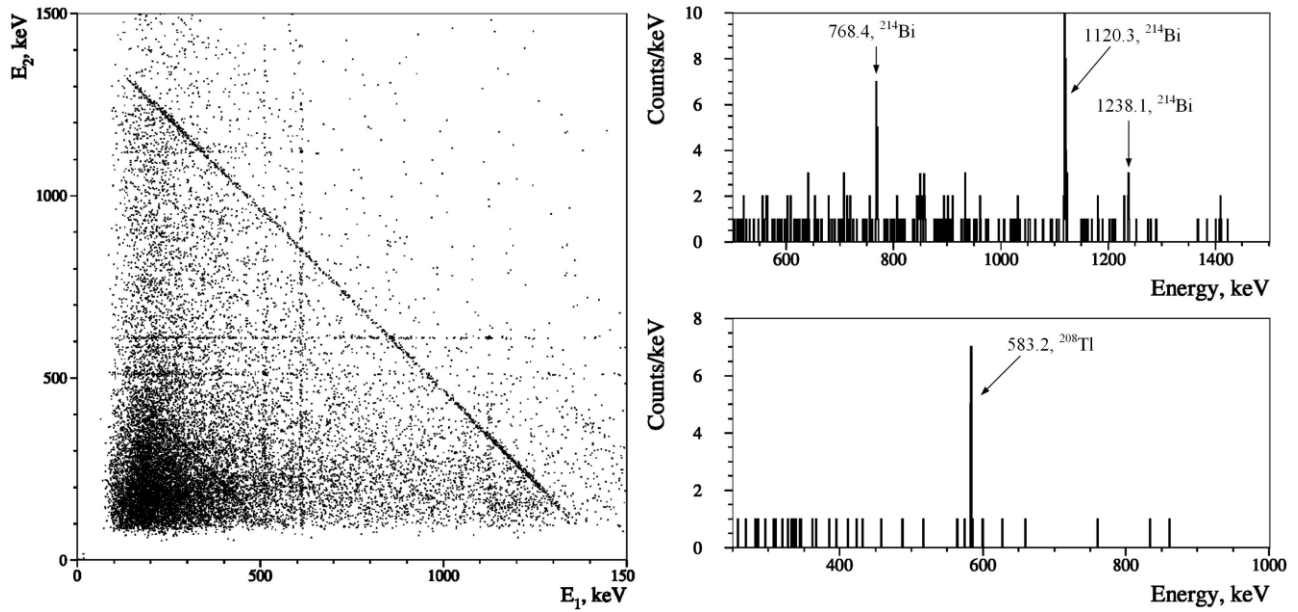 1500
E₂, keV
1000
500
0
0
500
1000
150
E₁, keV
10
Counts/keV
8
6
4
2
0
768.4, ²¹⁴Bi
1120.3, ²¹⁴Bi
1238.1, ²¹⁴Bi
600
800
1000
1200
1400
Energy, keV
8
Counts/keV
6
4
2
0
583.2, ²⁰⁸Tl
400
600
800
1000
Energy, keV